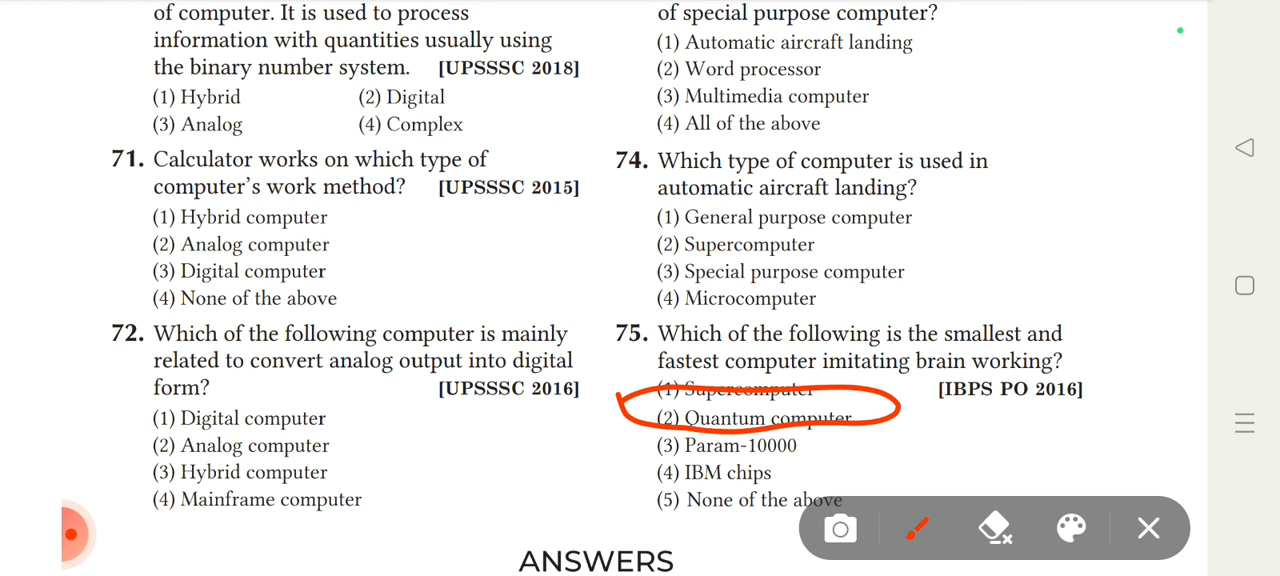 of computer. It is used to process
information with quantities usually using
the binary number system. [UPSSSC 2018]
(1) Hybrid (2) Digital
(3) Analog (4) Complex
71. Calculator works on which type of
computer's work method? [UPSSSC 2015]
(1) Hybrid computer
(2) Analog computer
(3) Digital computer
(4) None of the above
72. Which of the following computer is mainly
related to convert analog output into digital
form? [UPSSSC 2016]
(1) Digital computer
(2) Analog computer
(3) Hybrid computer
(4) Mainframe computer
of special purpose computer?
(1) Automatic aircraft landing
(2) Word processor
(3) Multimedia computer
(4) All of the above
74. Which type of computer is used in
automatic aircraft landing?
(1) General purpose computer
(2) Supercomputer
(3) Special purpose computer
(4) Microcomputer
75. Which of the following is the smallest and
fastest computer imitating brain working?
(1) Supercomputer [IBPS PO 2016]
(2) Quantum computer
(3) Param-10000
(4) IBM chips
(5) None of the above
ANSWERS